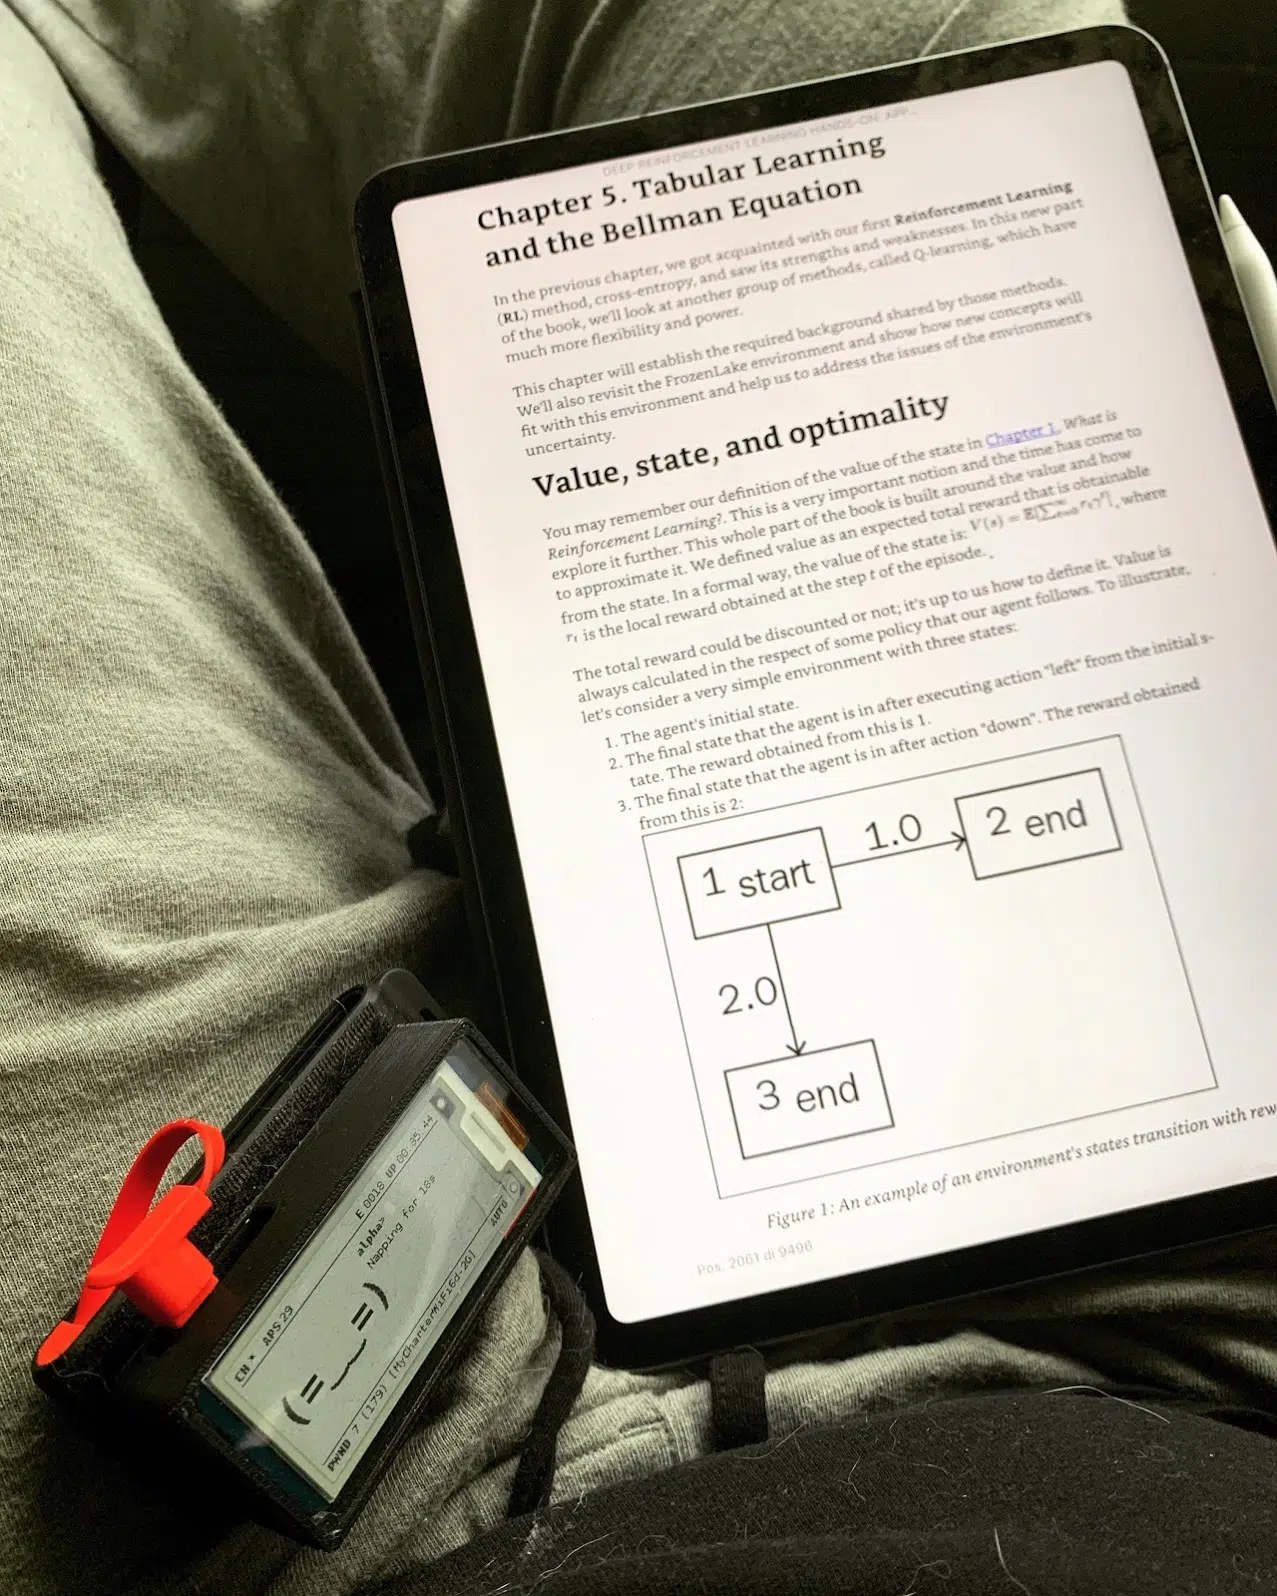 DEEP REINFORCEMENT LEARNING HANDS-ON: APP...
Chapter 5. Tabular Learning
and the Bellman Equation
In the previous chapter, we got acquainted with our first Reinforcement Learning
(RL) method, cross-entropy, and saw its strengths and weaknesses. In this new part
of the book, we'll look at another group of methods, called Q-learning, which have
much more flexibility and power.
This chapter will establish the required background shared by those methods.
We'll also revisit the FrozenLake environment and show how new concepts will
fit with this environment and help us to address the issues of the environment's
uncertainty.
Value, state, and optimality
You may remember our definition of the value of the state in Chapter 1, What is
Reinforcement Learning?. This is a very important notion and the time has come to
explore it further. This whole part of the book is built around the value and how
to approximate it. We defined value as an expected total reward that is obtainable
from the state. In a formal way, the value of the state is: V(s) = 𝔼[∑_{t=0}^{∞} r_t γ^t], where
r_t is the local reward obtained at the step t of the episode.
The total reward could be discounted or not; it's up to us how to define it. Value is
always calculated in the respect of some policy that our agent follows. To illustrate,
let's consider a very simple environment with three states:
1. The agent's initial state.
2. The final state that the agent is in after executing action "left" from the initial s-
tate. The reward obtained from this is 1.
3. The final state that the agent is in after action "down". The reward obtained
from this is 2:
1 start
1.0
2 end
2.0
3 end
Figure 1: An example of an environment's states transition with rew
Pos. 2061 di 9496
CH * APS 29 E 0018 UP 00:35:44
alpha>
(=__=) Napping for 18s
PWND 7 (179) [MyCharterWiFi5d-2G] AUTO